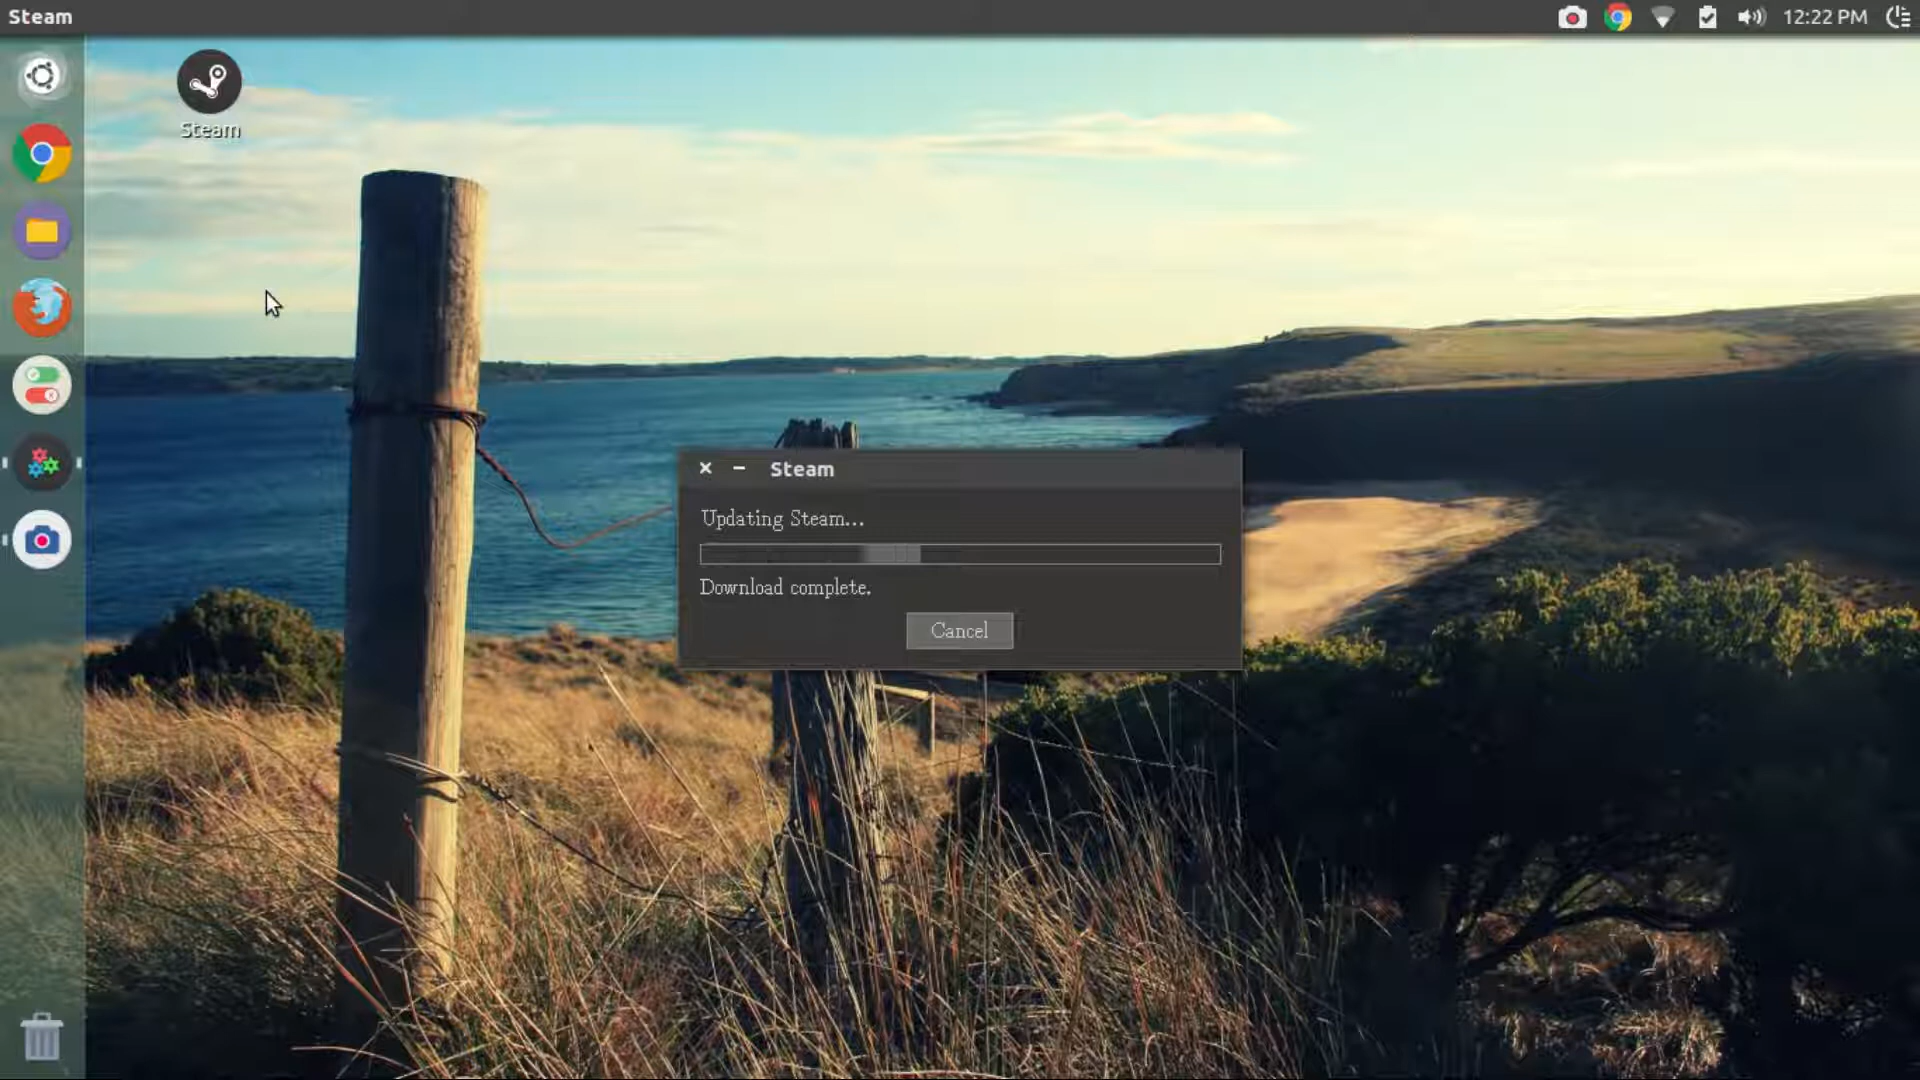 Steam
12:22 PM
Steam
Steam
Updating Steam...
Download complete.
Cancel